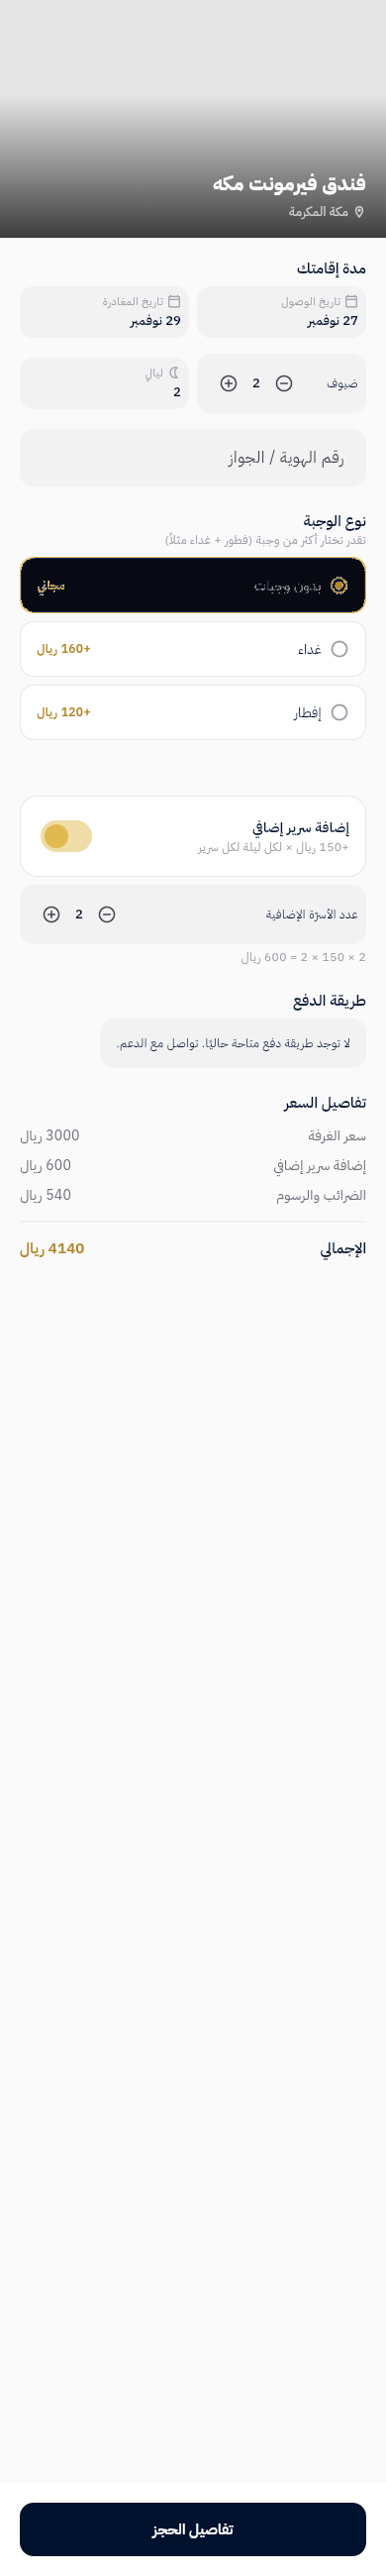 فندق فيرمونت مكه
مكة المكرمة
مدة إقامتك
تاريخ الوصول
27 نوفمبر
تاريخ المغادرة
29 نوفمبر
ضيوف
2
ليالٍ
2
رقم الهوية / الجواز
نوع الوجبة
تقدر تختار أكثر من وجبة (فطور + غداء مثلاً)
بدون وجبات
مجاني
غداء
+160 ريال
إفطار
+120 ريال
إضافة سرير إضافي
+150 ريال × لكل ليلة لكل سرير
عدد الأسرّة الإضافية
2
2 × 150 × 2 = 600 ريال
طريقة الدفع
لا توجد طريقة دفع متاحة حاليًا. تواصل مع الدعم.
تفاصيل السعر
سعر الغرفة
3000 ريال
إضافة سرير إضافي
600 ريال
الضرائب والرسوم
540 ريال
الإجمالي
4140 ريال
تفاصيل الحجز